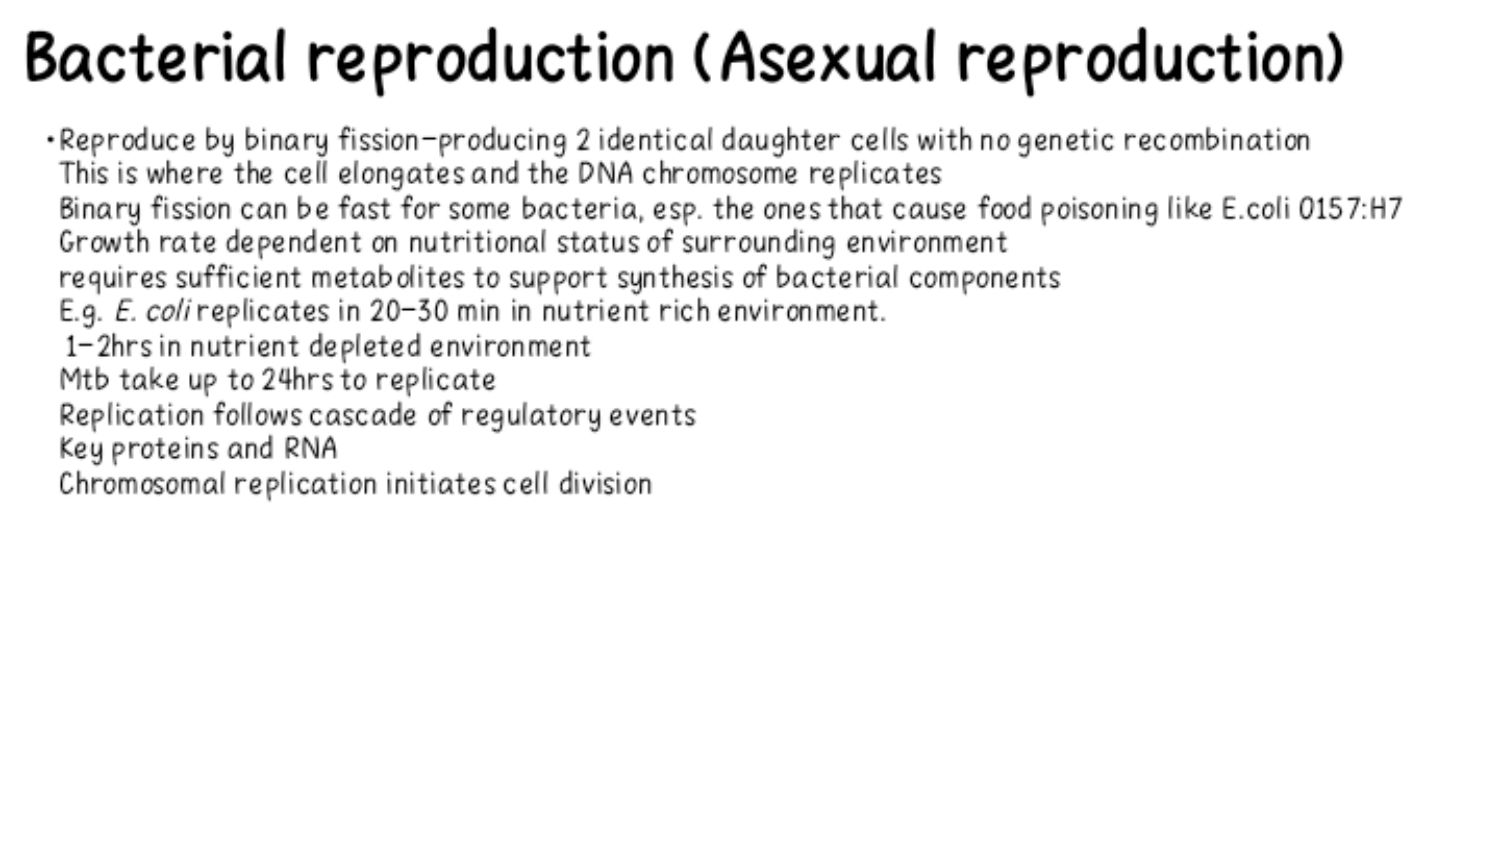 Bacterial reproduction (Asexual reproduction)
•Reproduce by binary fission–producing 2 identical daughter cells with no genetic recombination
This is where the cell elongates and the DNA chromosome replicates
Binary fission can be fast for some bacteria, esp. the ones that cause food poisoning like E.coli 0157:H7
Growth rate dependent on nutritional status of surrounding environment
requires sufficient metabolites to support synthesis of bacterial components
E.g. E. coli replicates in 20–30 min in nutrient rich environment.
1–2hrs in nutrient depleted environment
Mtb take up to 24hrs to replicate
Replication follows cascade of regulatory events
Key proteins and RNA
Chromosomal replication initiates cell division